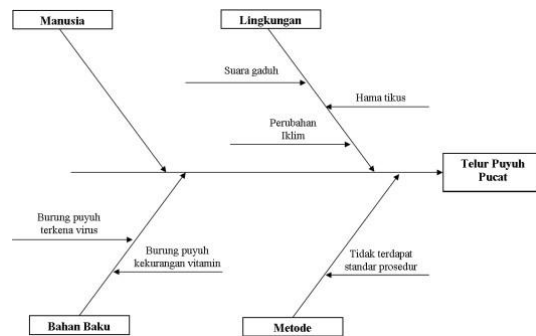 Manusia
Lingkungan
Suara gaduh
Hama tikus
Perubahan
Iklim
Telur Puyuh
Pucat
Burung puyuh
terkena virus
Burung puyuh
kekurangan vitamin
Tidak terdapat
standar prosedur
Bahan Baku
Metode